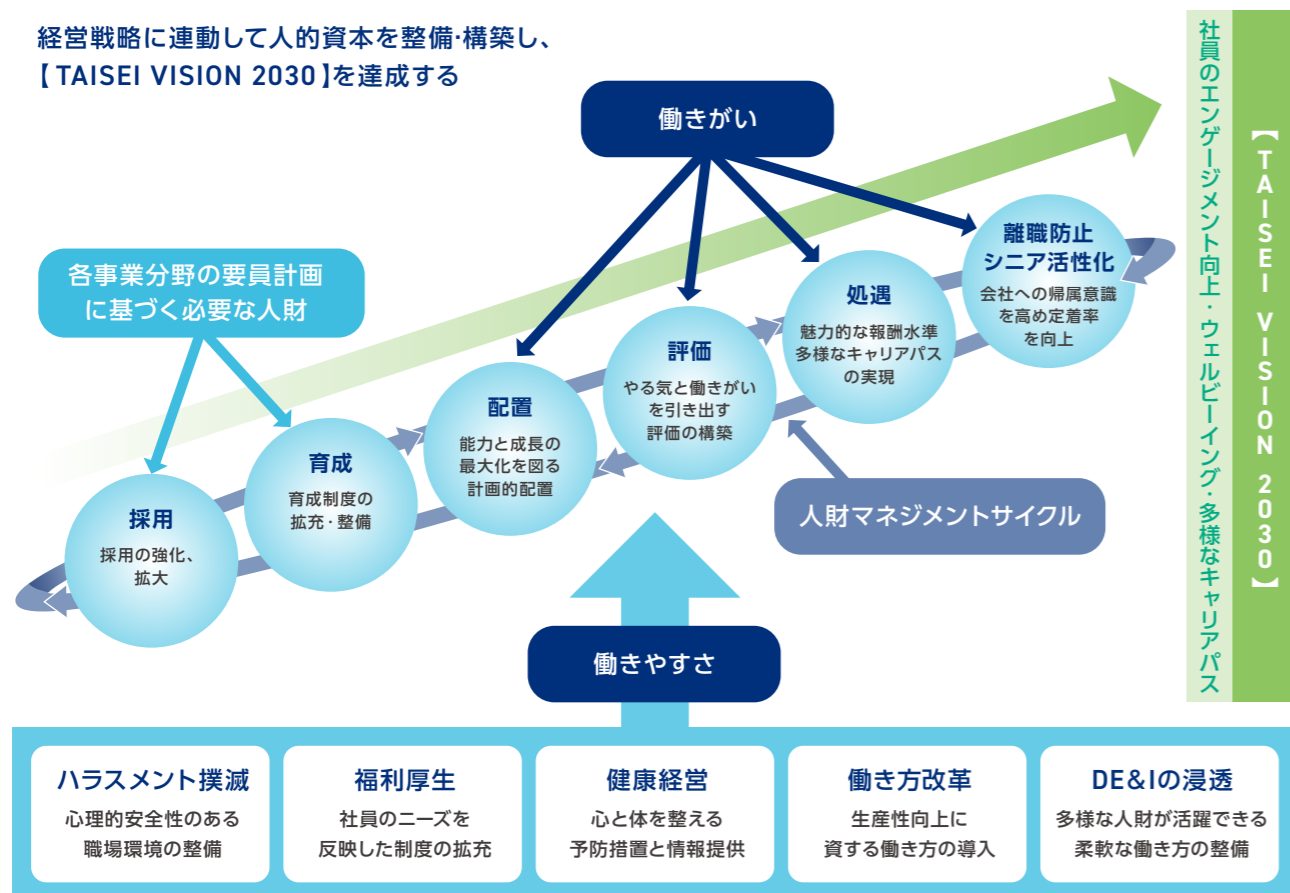 経営戦略に連動して人的資本を整備・構築し、
【TAISEI VISION 2030】を達成する
働きがい
各事業分野の要員計画
に基づく必要な人財
採用
採用の強化、
拡大
育成
育成制度の
拡充・整備
配置
能力と成長の
最大化を図る
計画的配置
評価
やる気と働きがい
を引き出す
評価の構築
処遇
魅力的な報酬水準
多様なキャリアパス
の実現
離職防止
シニア活性化
会社への帰属意識
を高め定着率
を向上
人財マネジメントサイクル
働きやすさ
社員のエンゲージメント向上・ウェルビーイング・多様なキャリアパス
【TAISEI VISION 2030】
ハラスメント撲滅
心理的安全性のある
職場環境の整備
福利厚生
社員のニーズを
反映した制度の拡充
健康経営
心と体を整える
予防措置と情報提供
働き方改革
生産性向上に
資する働き方の導入
DE&Iの浸透
多様な人財が活躍できる
柔軟な働き方の整備